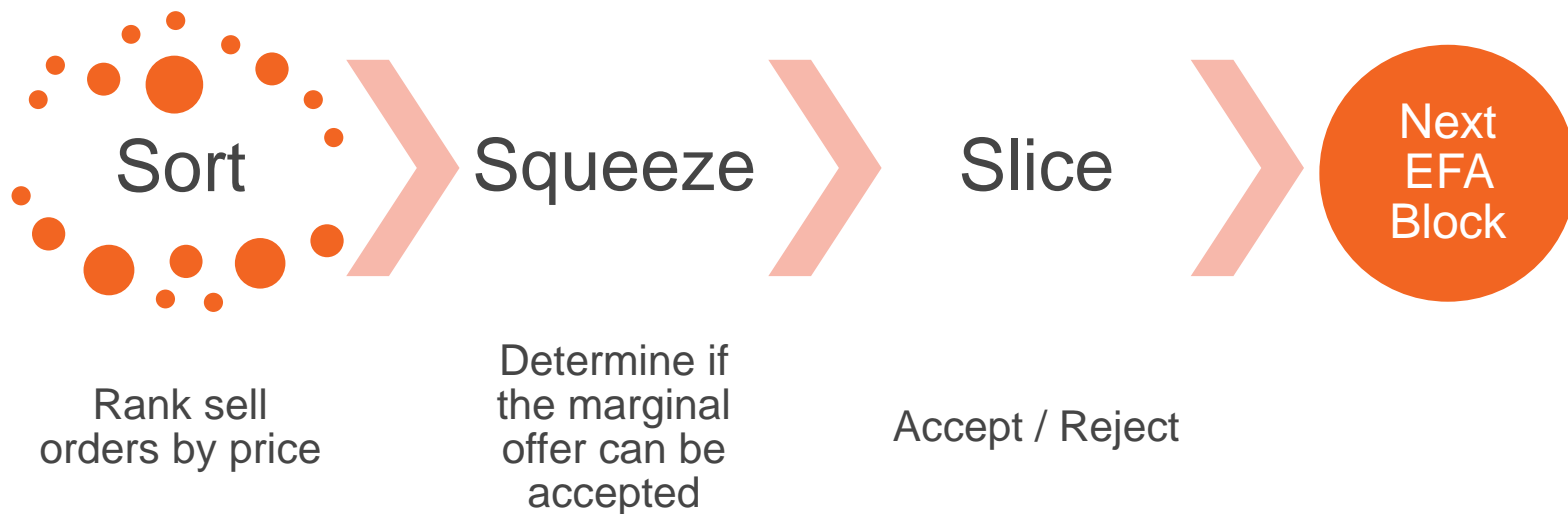 Sort
Squeeze
Slice
Next
EFA
Block
Rank sell
orders by price
Determine if
the marginal
offer can be
accepted
Accept / Reject